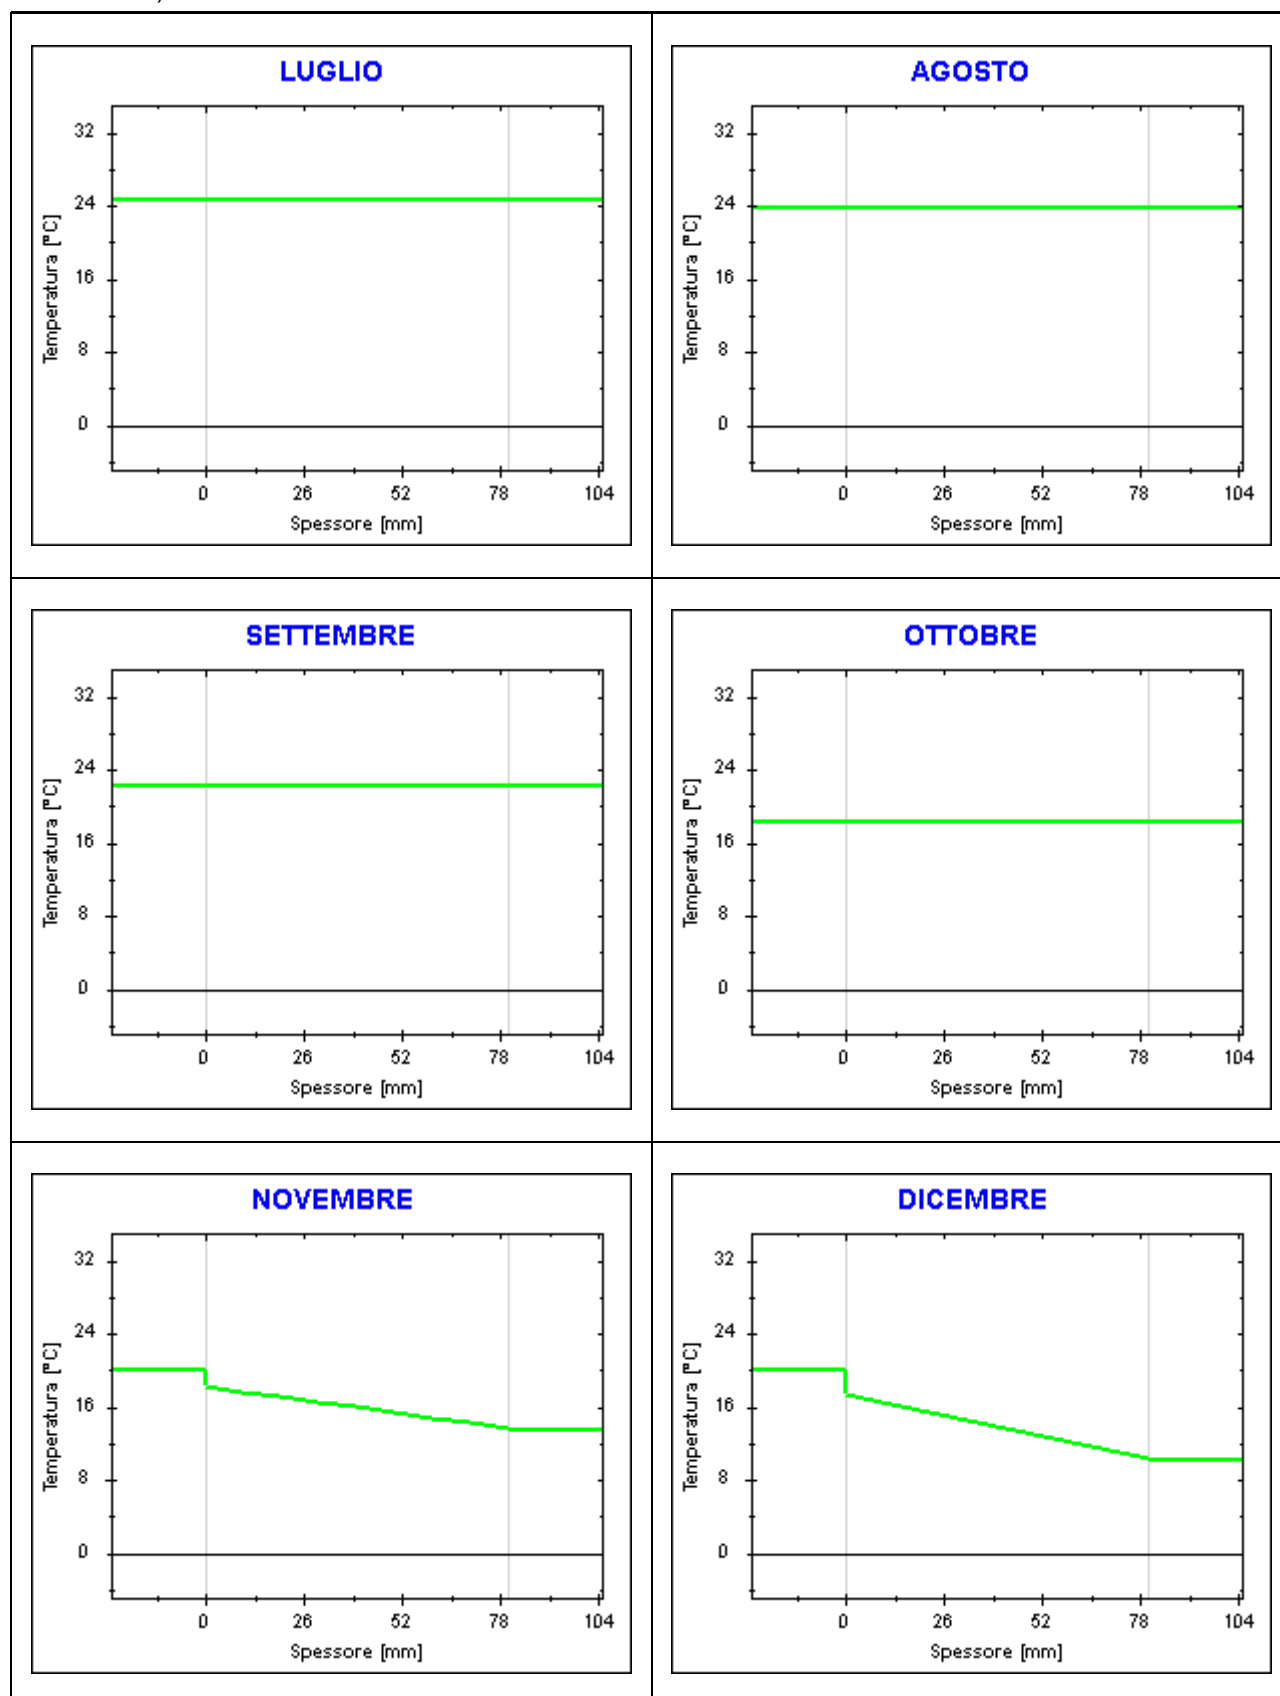 LUGLIO
32
24
16
8
0
Temperatura [°C]
0 26 52 78 104
Spessore [mm]
AGOSTO
32
24
16
8
0
Temperatura [°C]
0 26 52 78 104
Spessore [mm]
SETTEMBRE
32
24
16
8
0
Temperatura [°C]
0 26 52 78 104
Spessore [mm]
OTTOBRE
32
24
16
8
0
Temperatura [°C]
0 26 52 78 104
Spessore [mm]
NOVEMBRE
32
24
16
8
0
Temperatura [°C]
0 26 52 78 104
Spessore [mm]
DICEMBRE
32
24
16
8
0
Temperatura [°C]
0 26 52 78 104
Spessore [mm]